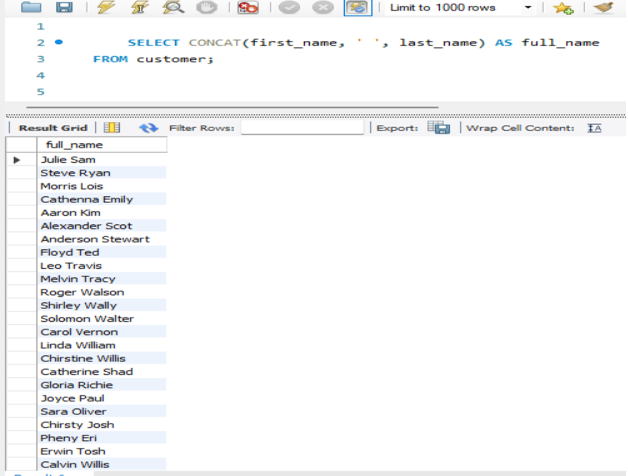 Limit to 1000 rows
1
2 SELECT CONCAT(first_name, ' ', last_name) AS full_name
3 FROM customer;
4
5
Result Grid Filter Rows: Export: Wrap Cell Content: IA
full_name
Julie Sam
Steve Ryan
Morris Lois
Cathenna Emily
Aaron Kim
Alexander Scot
Anderson Stewart
Floyd Ted
Leo Travis
Melvin Tracy
Roger Walson
Shirley Wally
Solomon Walter
Carol Vernon
Linda William
Chirstine Willis
Catherine Shad
Gloria Richie
Joyce Paul
Sara Oliver
Chirsty Josh
Pheny Eri
Erwin Tosh
Calvin Willis